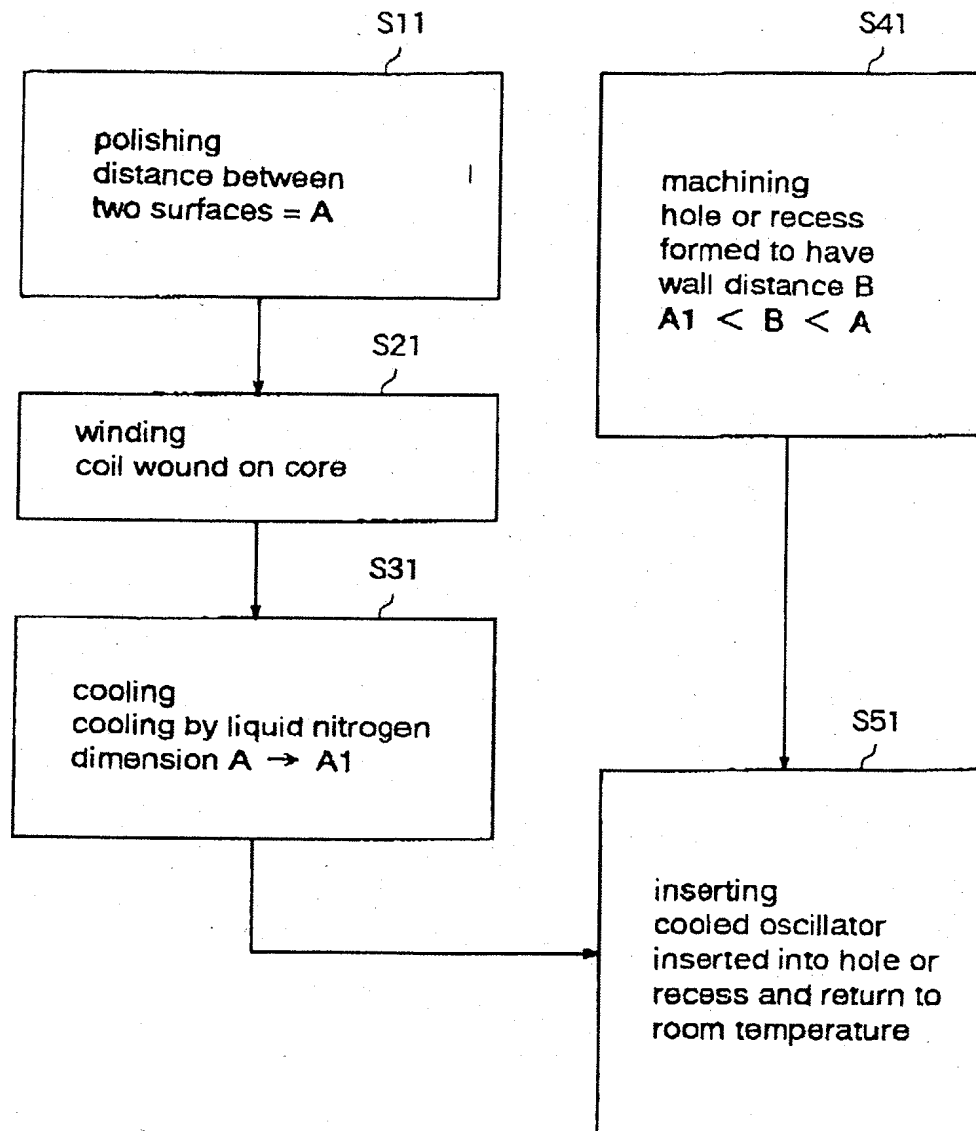 S11
polishing
distance between
two surfaces = A
S21
winding
coil wound on core
S31
cooling
cooling by liquid nitrogen
dimension A → A1
S41
machining
hole or recess
formed to have
wall distance B
A1 < B < A
S51
inserting
cooled oscillator
inserted into hole or
recess and return to
room temperature